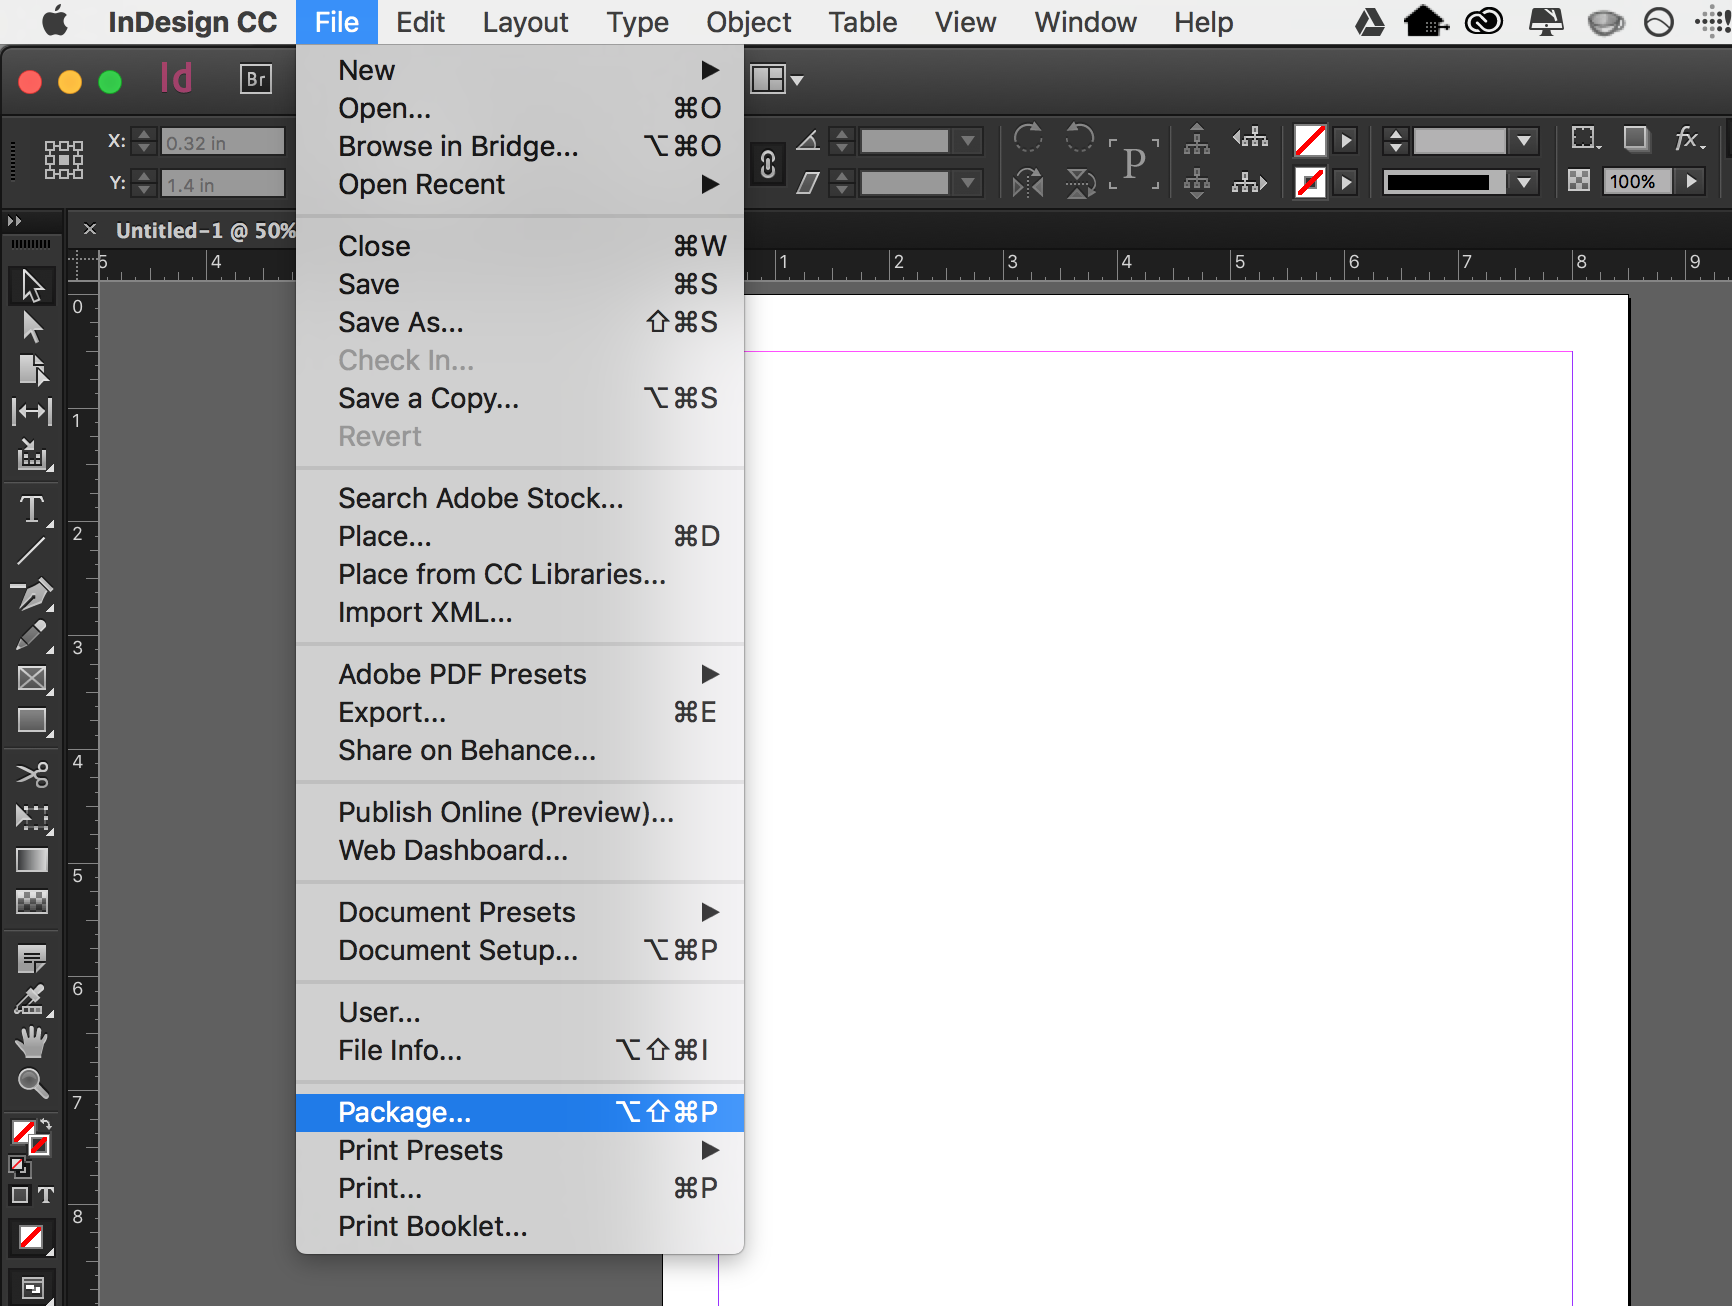 InDesign CC File Edit Layout Type Object Table View Window Help
Id Br
X: 0.32 in
Y: 1.4 in
P
fx
100%
× Untitled-1 @ 50%
5 4 1 2 3 4 5 6 7 8 9
0
1
2
3
4
5
6
7
8
T
T
New ▶
Open... ⌘O
Browse in Bridge... ⌥⌘O
Open Recent ▶
Close ⌘W
Save ⌘S
Save As... ⇧⌘S
Check In...
Save a Copy... ⌥⌘S
Revert
Search Adobe Stock...
Place... ⌘D
Place from CC Libraries...
Import XML...
Adobe PDF Presets ▶
Export... ⌘E
Share on Behance...
Publish Online (Preview)...
Web Dashboard...
Document Presets ▶
Document Setup... ⌥⌘P
User...
File Info... ⌥⇧⌘I
Package... ⌥⇧⌘P
Print Presets ▶
Print... ⌘P
Print Booklet...